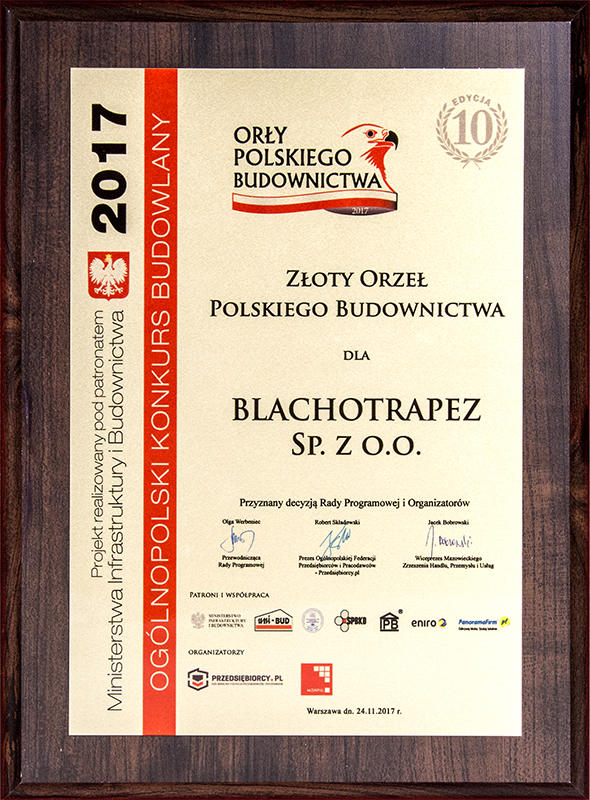 2017
Projekt realizowany pod patronatem
Ministerstwa Infrastruktury i Budownictwa
OGÓLNOPOLSKI KONKURS BUDOWLANY
EDYCJA
10
ORŁY
POLSKIEGO
BUDOWNICTWA
2017
ZŁOTY ORZEŁ
POLSKIEGO BUDOWNICTWA
DLA
BLACHOTRAPEZ
SP. Z O.O.
Przyznany decyzją Rady Programowej i Organizatorów
Olga Werbeniec
Robert Składowski
Jacek Bobrowski
Przewodnicząca
Rady Programowej
Prezes Ogólnopolskiej Federacji
Przedsiębiorców i Pracodawców
- Przedsiębiorcy.pl
Wiceprezes Mazowieckiego
Zrzeszenia Handlu, Przemysłu i Usług
PATRONI I WSPÓŁPRACA
MINISTERSTWO
INFRASTRUKTURY
I BUDOWNICTWA
UNI-BUD
SPBKD
eniro
PanoramaFirm pf
ORGANIZATORZY
PRZEDSIĘBIORCY.PL
Warszawa dn. 24.11.2017 r.